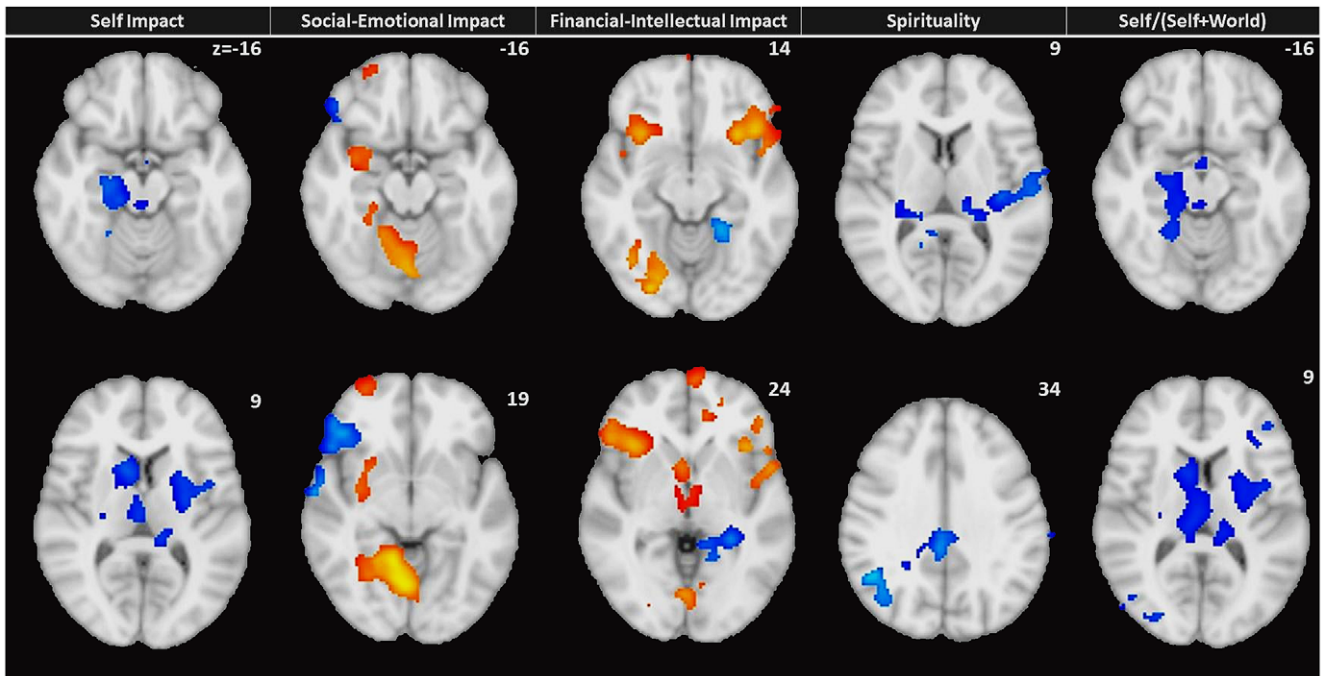 Self Impact Social-Emotional Impact Financial-Intellectual Impact Spirituality Self/(Self+World)
z=-16 -16 14 9 -16
9 19 24 34 9